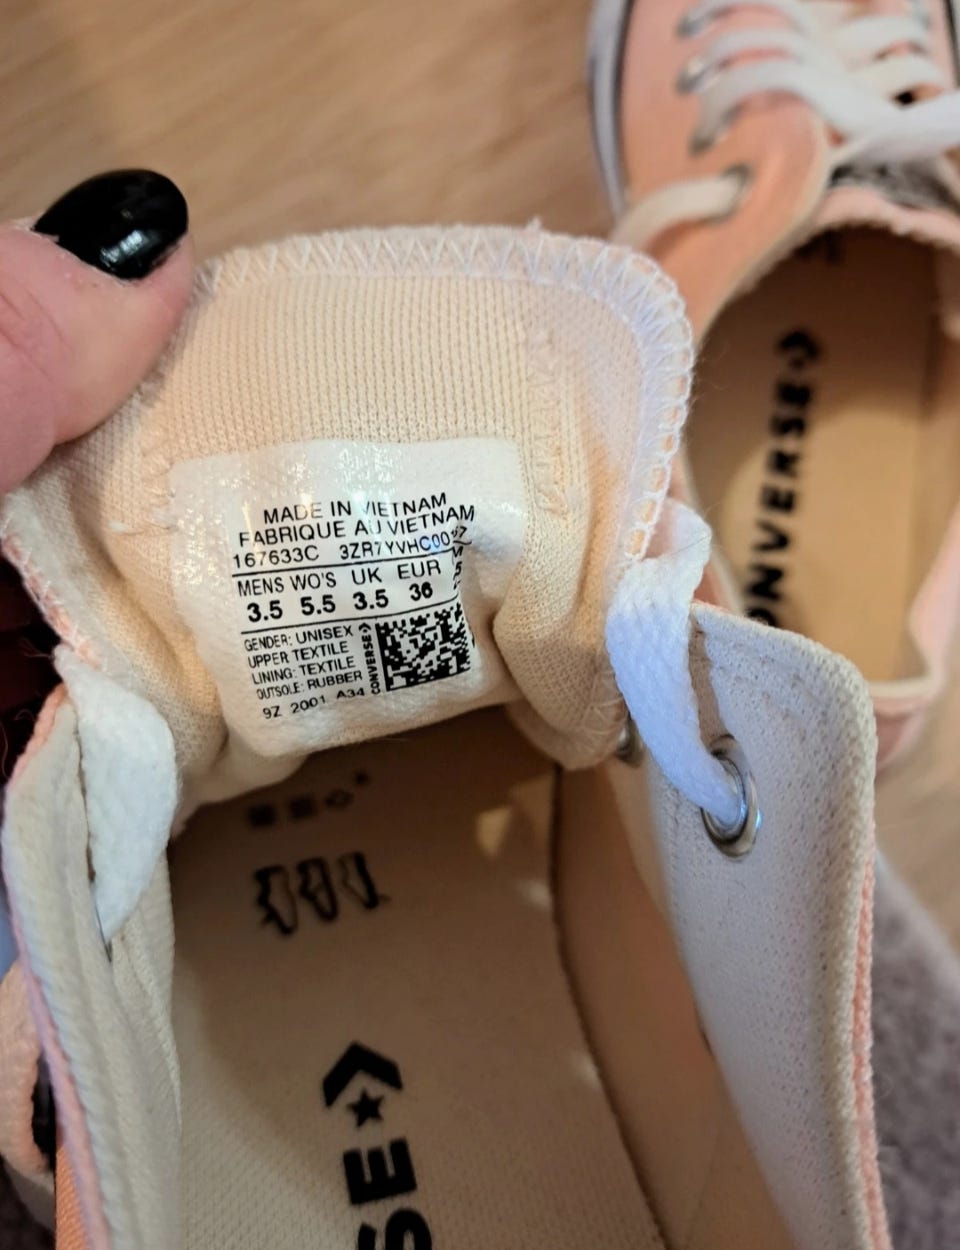 MADE IN VIETNAM
FABRIQUE AU VIETNAM
167633C
MENS WO'S UK EUR
3.5 5.5 3.5 36
GENDER: UNISEX
UPPER TEXTILE
LINING: TEXTILE
OUTSOLE: RUBBER
CONVERSE
9Z 2001 A34
CONVERSE
SE